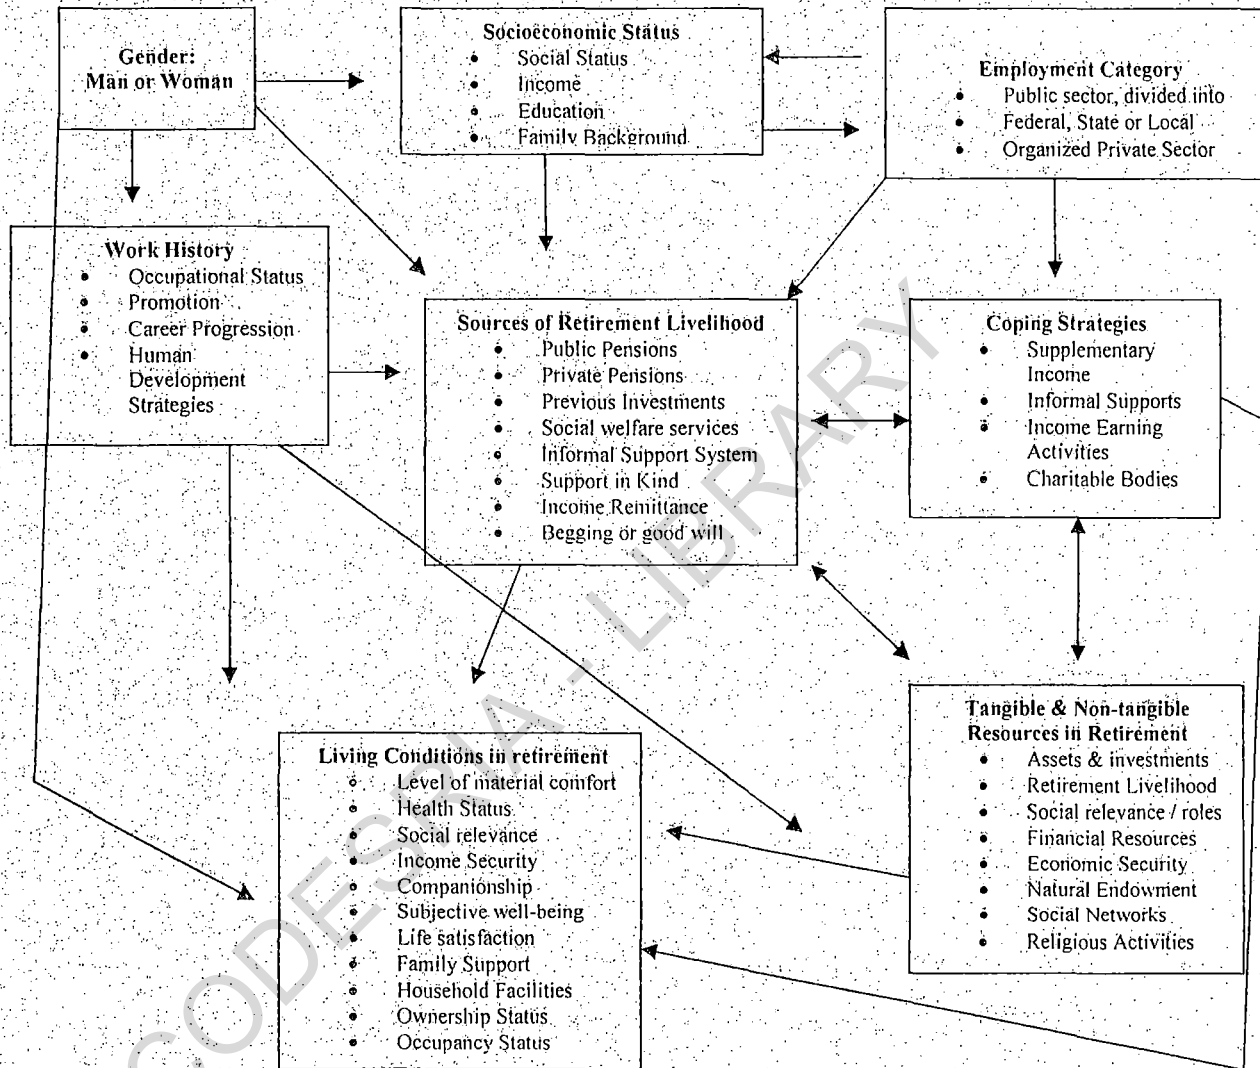 Gender:
Man or Woman
Socioeconomic Status
• Social Status
• Income
• Education
• Family Background
Employment Category
• Public sector, divided into
• Federal, State or Local
• Organized Private Sector
Work History
• Occupational Status
• Promotion
• Career Progression
• Human
Development
Strategies
Sources of Retirement Livelihood
• Public Pensions
• Private Pensions
• Previous Investments
• Social welfare services
• Informal Support System
• Support in Kind
• Income Remittance
• Begging or good will
Coping Strategies
• Supplementary
Income
• Informal Supports
• Income Earning
Activities
• Charitable Bodies
Tangible & Non-tangible
Resources in Retirement
• Assets & investments
• Retirement Livelihood
• Social relevance / roles
• Financial Resources
• Economic Security
• Natural Endowment
• Social Networks
• Religious Activities
Living Conditions in retirement
• Level of material comfort
• Health Status
• Social relevance
• Income Security
• Companionship
• Subjective well-being
• Life satisfaction
• Family Support
• Household Facilities
• Ownership Status
• Occupancy Status
CODESRIA - LIBRARY